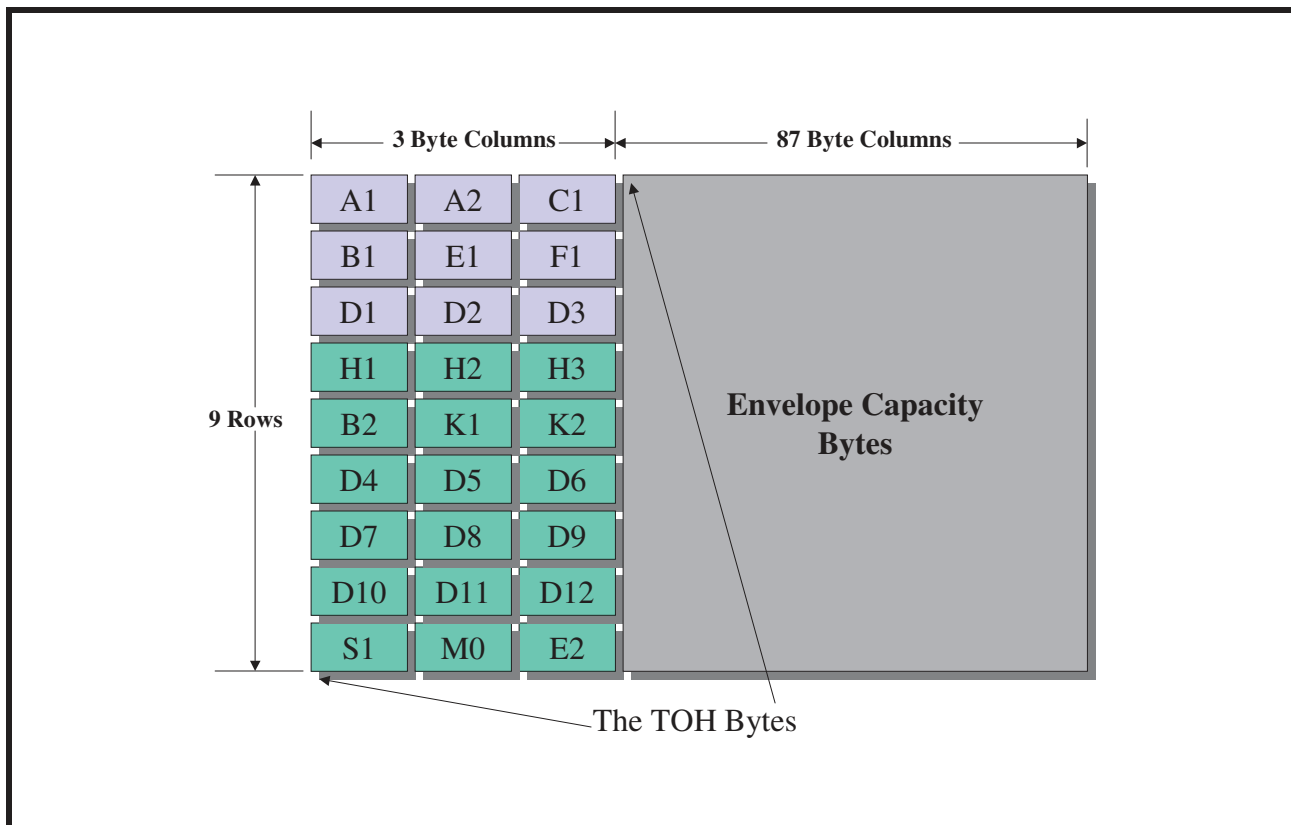 3 Byte Columns 87 Byte Columns
A1 A2 C1
B1 E1 F1
D1 D2 D3
H1 H2 H3
9 Rows
B2 K1 K2
Envelope Capacity
Bytes
D4 D5 D6
D7 D8 D9
D10 D11 D12
S1 M0 E2
The TOH Bytes